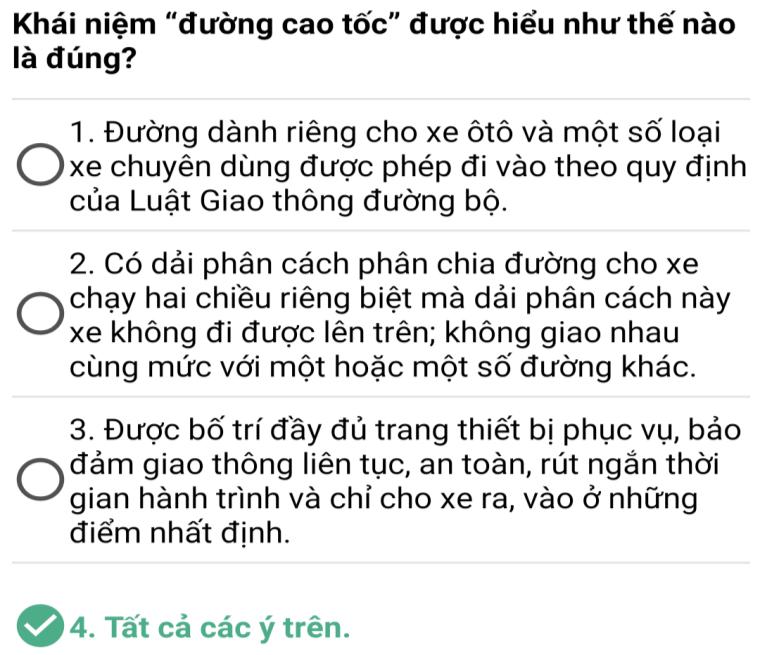 Khái niệm “đường cao tốc” được hiểu như thế nào
là đúng?
1. Đường dành riêng cho xe ôtô và một số loại
xe chuyên dùng được phép đi vào theo quy định
của Luật Giao thông đường bộ.
2. Có dải phân cách phân chia đường cho xe
chạy hai chiều riêng biệt mà dải phân cách này
xe không đi được lên trên; không giao nhau
cùng mức với một hoặc một số đường khác.
3. Được bố trí đầy đủ trang thiết bị phục vụ, bảo
đảm giao thông liên tục, an toàn, rút ngắn thời
gian hành trình và chỉ cho xe ra, vào ở những
điểm nhất định.
4. Tất cả các ý trên.